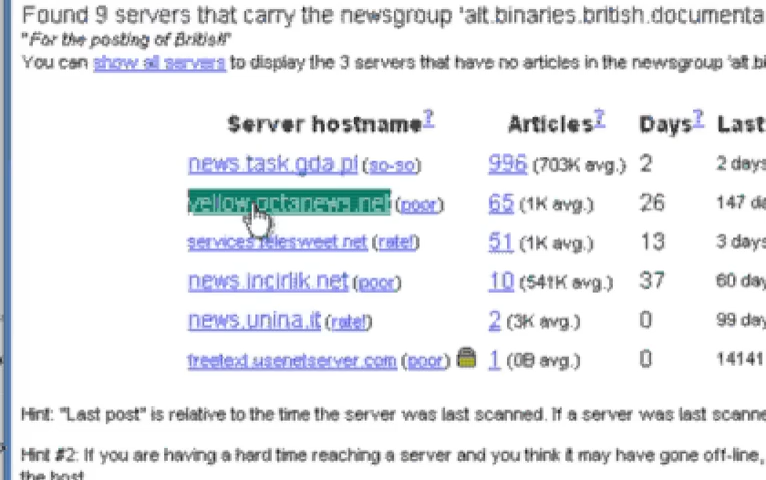 Found 9 servers that carry the newsgroup 'alt.binaries.british.documenta
"For the posting of British"
You can show all servers to display the 3 servers that have no articles in the newsgroup 'alt.bi
Server hostname? Articles? Days? Last
news.task.gda.pl (so-so) 996 (703K avg.) 2 2 days
yellow.octanews.net (poor) 65 (1K avg.) 26 147 da
services.telesweet.net (rate!) 51 (1K avg.) 13 3 days
news.incirlik.net (poor) 10 (541K avg.) 37 60 day
news.unina.it (rate!) 2 (3K avg.) 0 99 day
freetext.usenetserver.com (poor) 1 (0B avg.) 0 14141
Hint: "Last post" is relative to the time the server was last scanned. If a server was last scanne
Hint #2: If you are having a hard time reaching a server and you think it may have gone off-line,
the host.